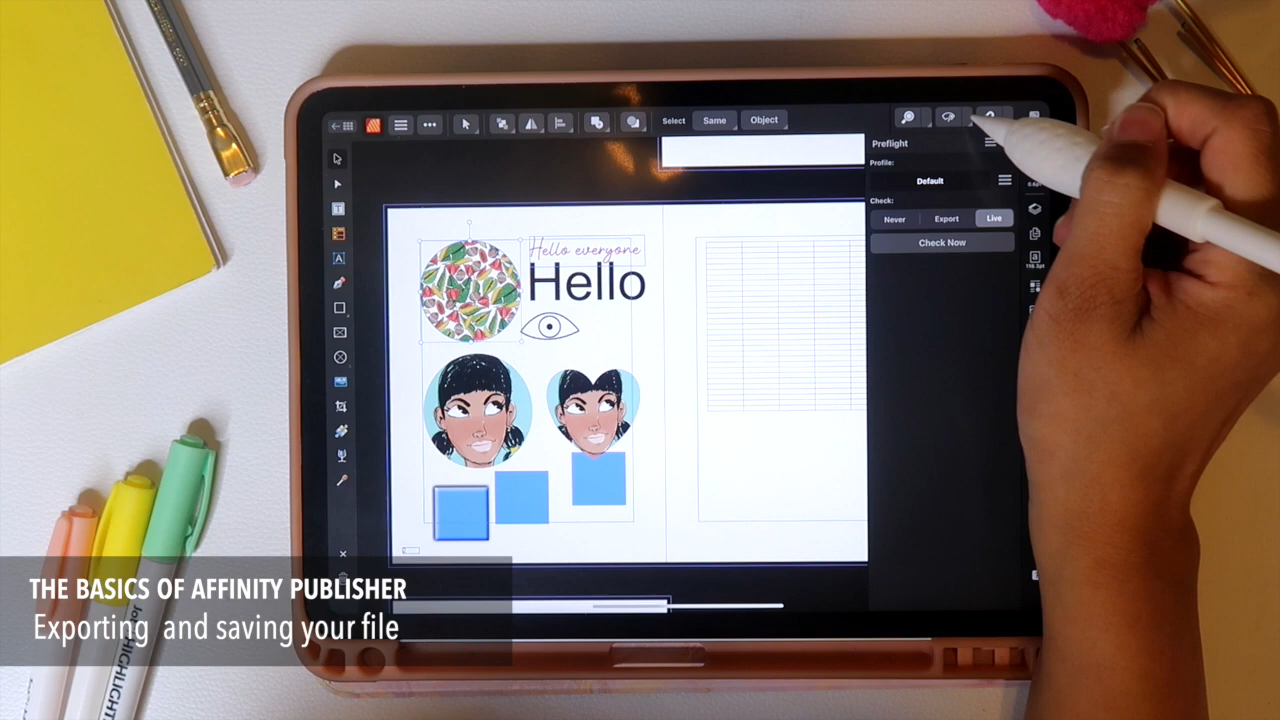 Select
Same
Object
Preflight
Profile:
Default
Check:
Never
Export
Live
Check Now
Hello everyone
Hello
THE BASICS OF AFFINITY PUBLISHER
Exporting and saving your file